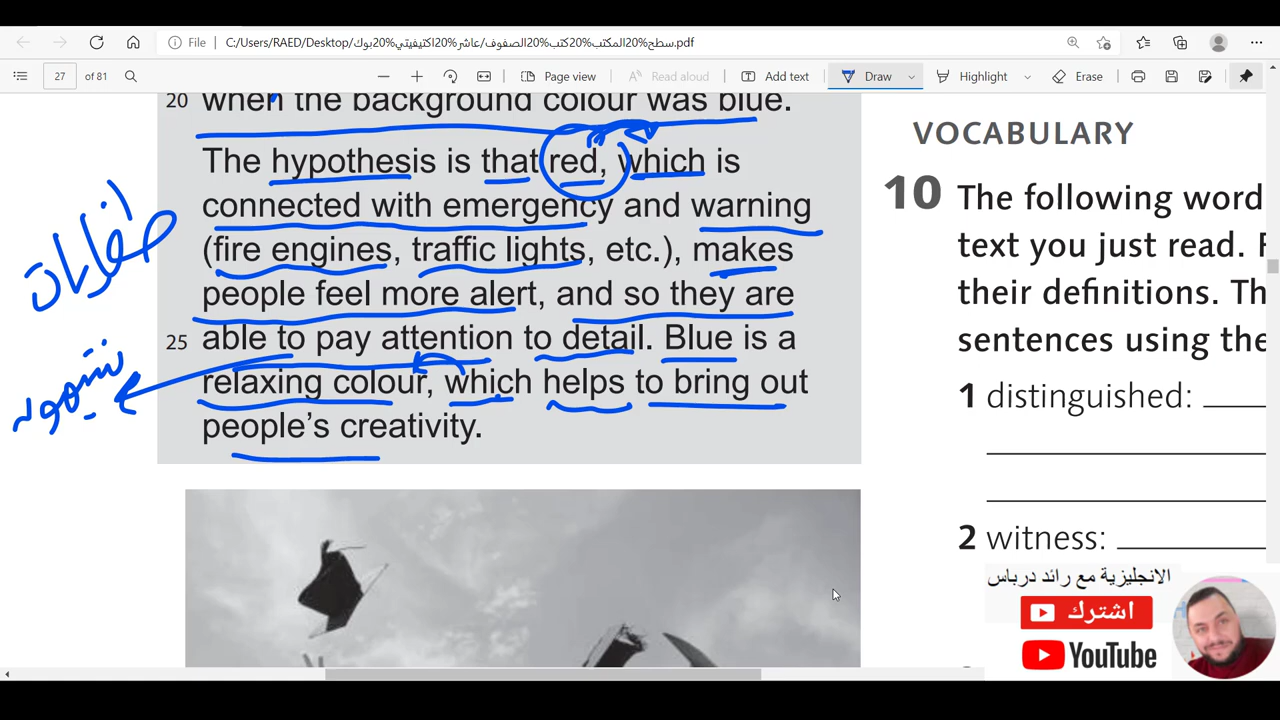 File
C:/Users/RAED/Desktop/سطح%20المكتب%20كتب%20الصفوف/عاشر%20اكتيفيتي%20بوك.pdf
27 of 81
Page view
Read aloud
Add text
Draw
Highlight
Erase
20 when the background colour was blue.
The hypothesis is that red, which is
connected with emergency and warning
(fire engines, traffic lights, etc.), makes
people feel more alert, and so they are
25 able to pay attention to detail. Blue is a
relaxing colour, which helps to bring out
people’s creativity.
VOCABULARY
10 The following word
text you just read. F
their definitions. Th
sentences using the
1 distinguished:
2 witness:
الانجليزية مع رائد درباس
اشترك
YouTube